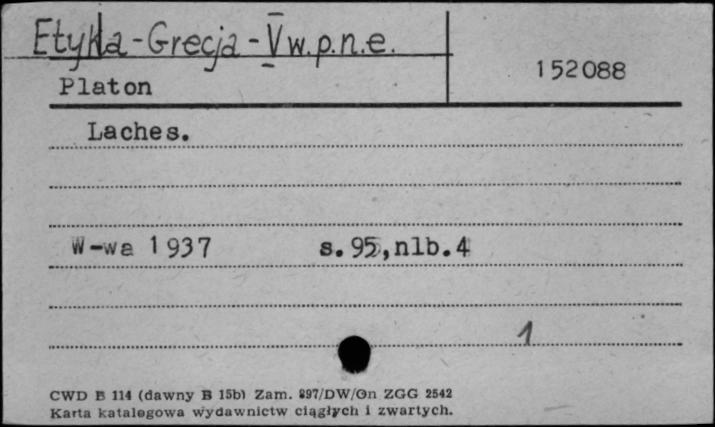 Etyka - Grecja - V w. p. n. e.
152088
Platon
Laches.
W-wa 1937 s. 95, nlb. 4
1
CWD B 114 (dawny B 15b) Zam. 897/DW/Gn ZGG 2542
Karta katalogowa wydawnictw ciągłych i zwartych.